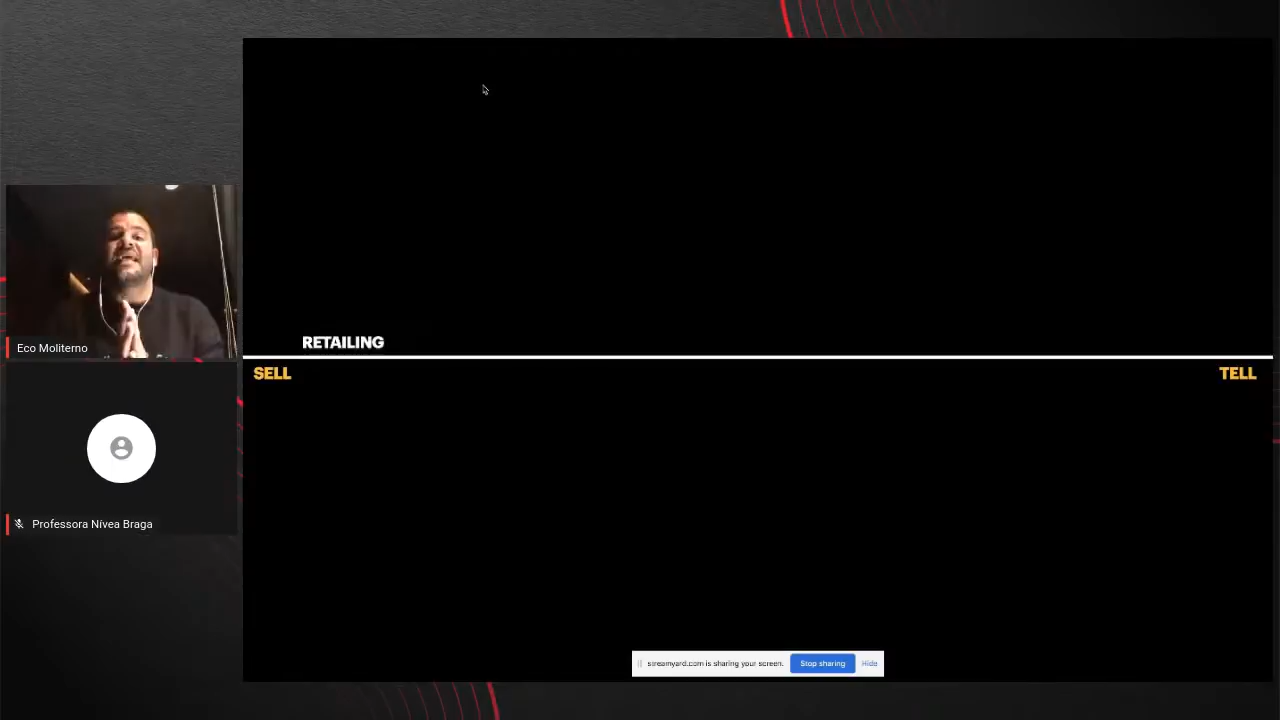 RETAILING
SELL
TELL
Eco Moliterno
Professora Nívea Braga
streamyard.com is sharing your screen.
Stop sharing
Hide